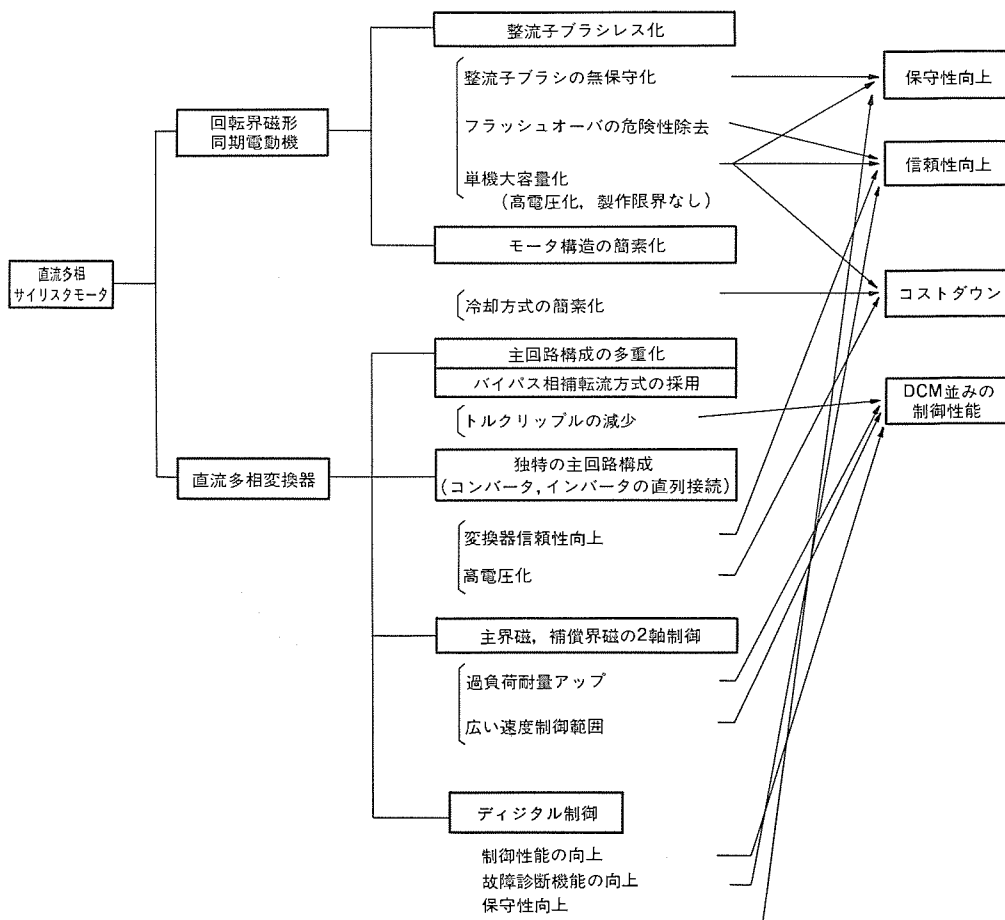 整流子ブラシレス化
整流子ブラシの無保守化
保守性向上
回転界磁形
同期電動機
フラッシュオーバの危険性除去
信頼性向上
単機大容量化
(高電圧化, 製作限界なし)
モータ構造の簡素化
直流多相
サイリスタモータ
冷却方式の簡素化
コストダウン
主回路構成の多重化
バイパス相補転流方式の採用
トルクリップルの減少
DCM並みの
制御性能
直流多相変換器
独特の主回路構成
(コンバータ, インバータの直列接続)
変換器信頼性向上
高電圧化
主界磁, 補償界磁の2軸制御
過負荷耐量アップ
広い速度制御範囲
ディジタル制御
制御性能の向上
故障診断機能の向上
保守性向上